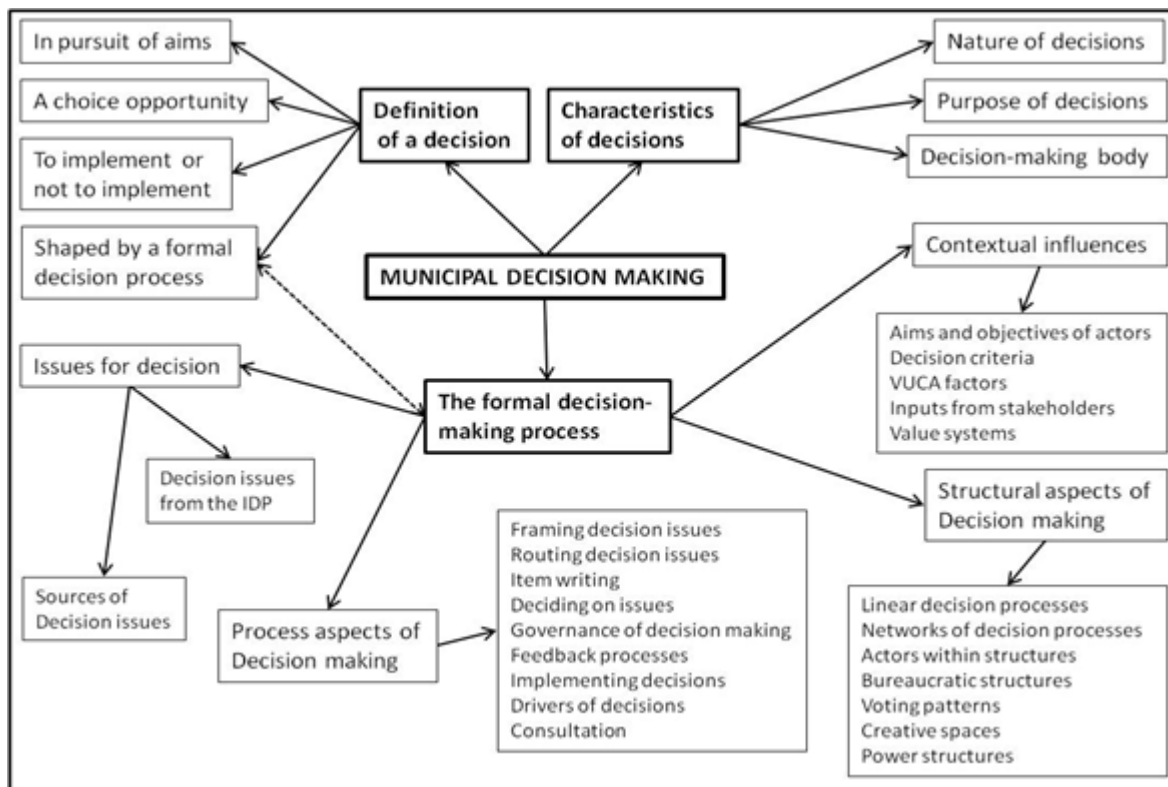 In pursuit of aims
A choice opportunity
To implement or
not to implement
Shaped by a formal
decision process
Definition
of a decision
Characteristics
of decisions
Nature of decisions
Purpose of decisions
Decision-making body
MUNICIPAL DECISION MAKING
Contextual influences
Aims and objectives of actors
Decision criteria
VUCA factors
Inputs from stakeholders
Value systems
Issues for decision
The formal decision-
making process
Decision issues
from the IDP
Sources of
Decision issues
Process aspects of
Decision making
Framing decision issues
Routing decision issues
Item writing
Deciding on issues
Governance of decision making
Feedback processes
Implementing decisions
Drivers of decisions
Consultation
Structural aspects of
Decision making
Linear decision processes
Networks of decision processes
Actors within structures
Bureaucratic structures
Voting patterns
Creative spaces
Power structures